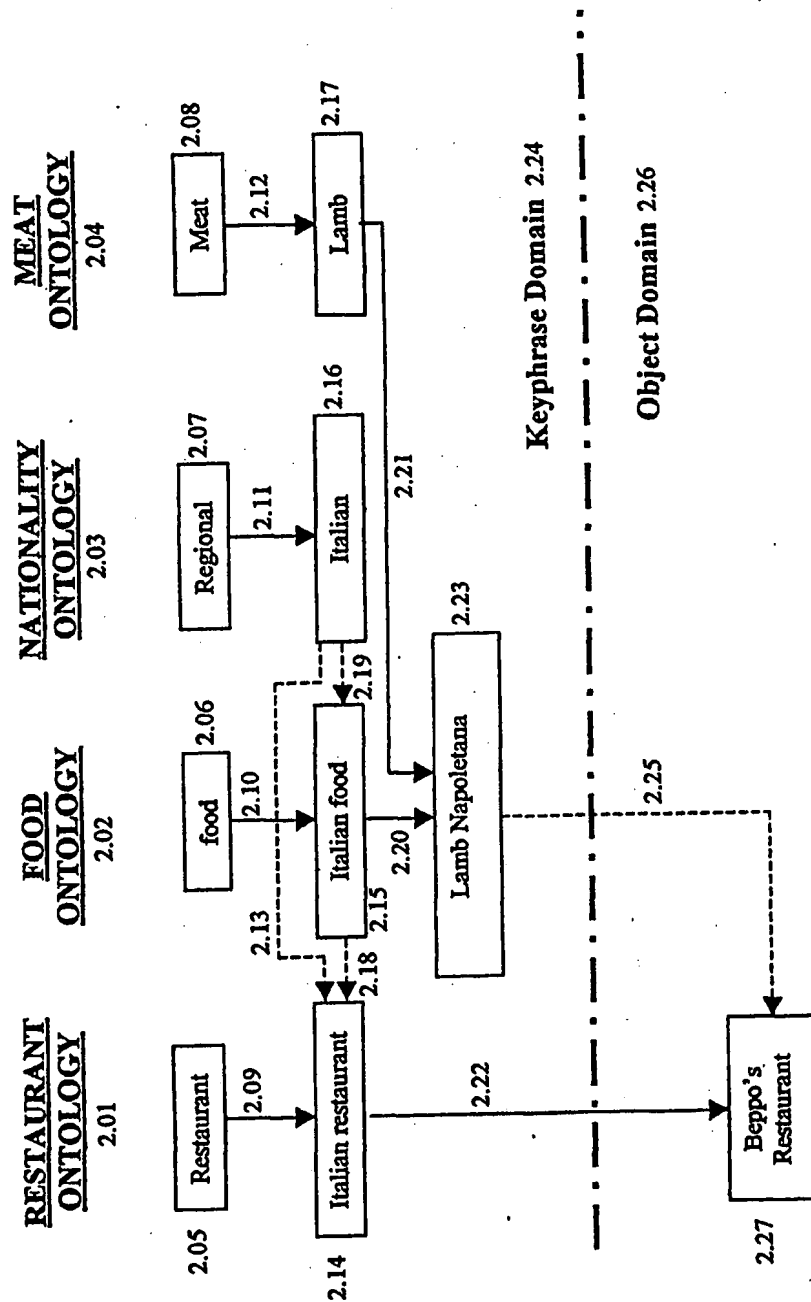 RESTAURANT
ONTOLOGY
2.01
FOOD
ONTOLOGY
2.02
NATIONALITY
ONTOLOGY
2.03
MEAT
ONTOLOGY
2.04
2.05
Restaurant
food
2.06
Regional
2.07
Meat
2.08
2.09
2.10
2.11
2.12
2.13
2.14
Italian restaurant
2.15
Italian food
Italian
2.16
Lamb
2.17
2.18
2.19
2.20
2.21
Lamb Napoletana
2.23
2.22
Keyphrase Domain 2.24
Object Domain 2.26
2.25
2.27
Beppo's
Restaurant